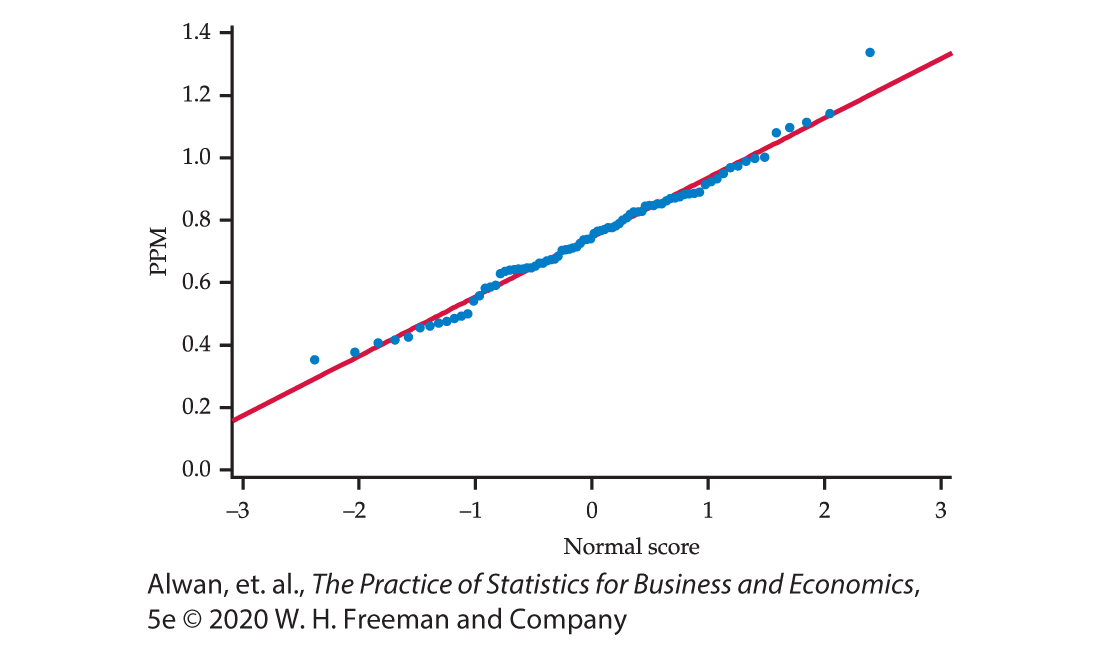 1.4
1.2
1.0
0.8
0.6
0.4
0.2
0.0
PPM
–3 –2 –1 0 1 2 3
Normal score
Alwan, et. al., The Practice of Statistics for Business and Economics,
5e © 2020 W. H. Freeman and Company